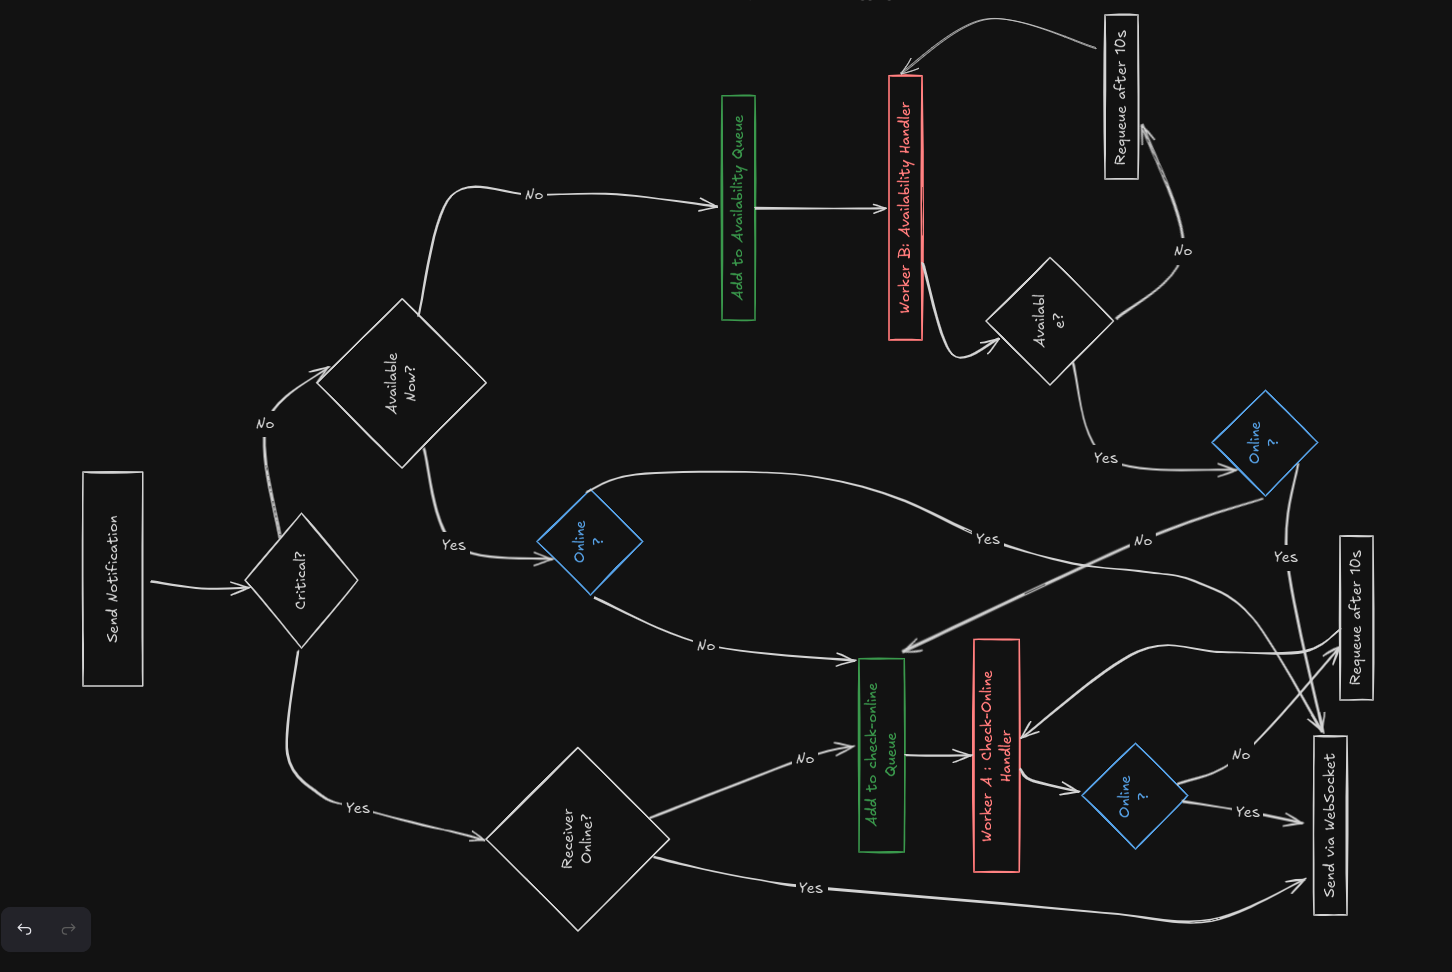 Send Notification
Critical?
No
Yes
Available
Now?
No
Yes
Add to Availability Queue
Worker B: Availability Handler
Requeue after 10s
Availabl
e?
No
Yes
Online
?
No
Yes
Online
?
Yes
No
Receiver
Online?
No
Yes
Add to check-online
Queue
Worker A : Check-Online
Handler
Online
?
No
Yes
Requeue after 10s
Send via WebSocket